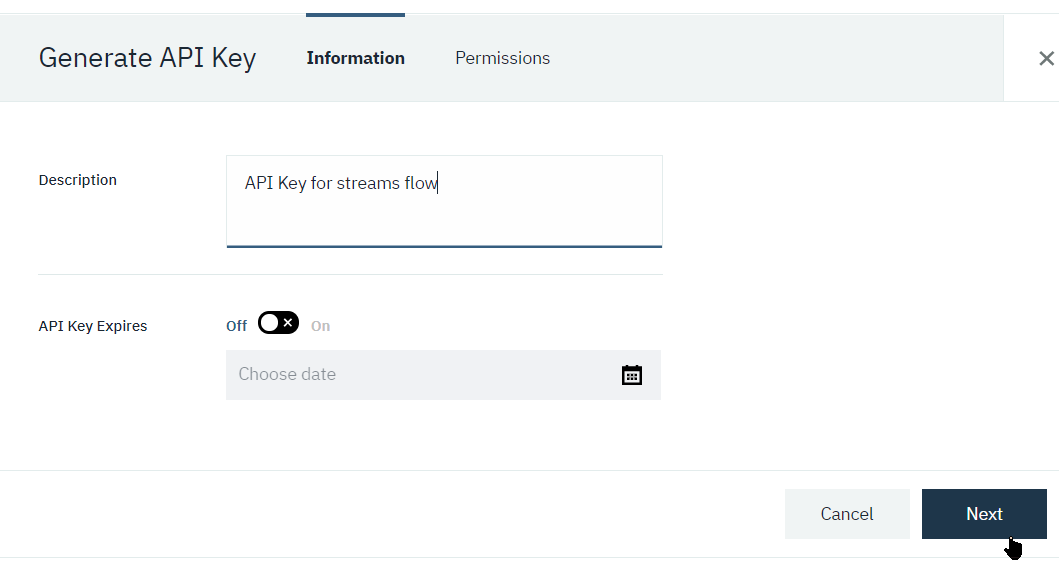 Generate API Key
Information
Permissions
Description
API Key for streams flow
API Key Expires
Off
On
Choose date
Cancel
Next